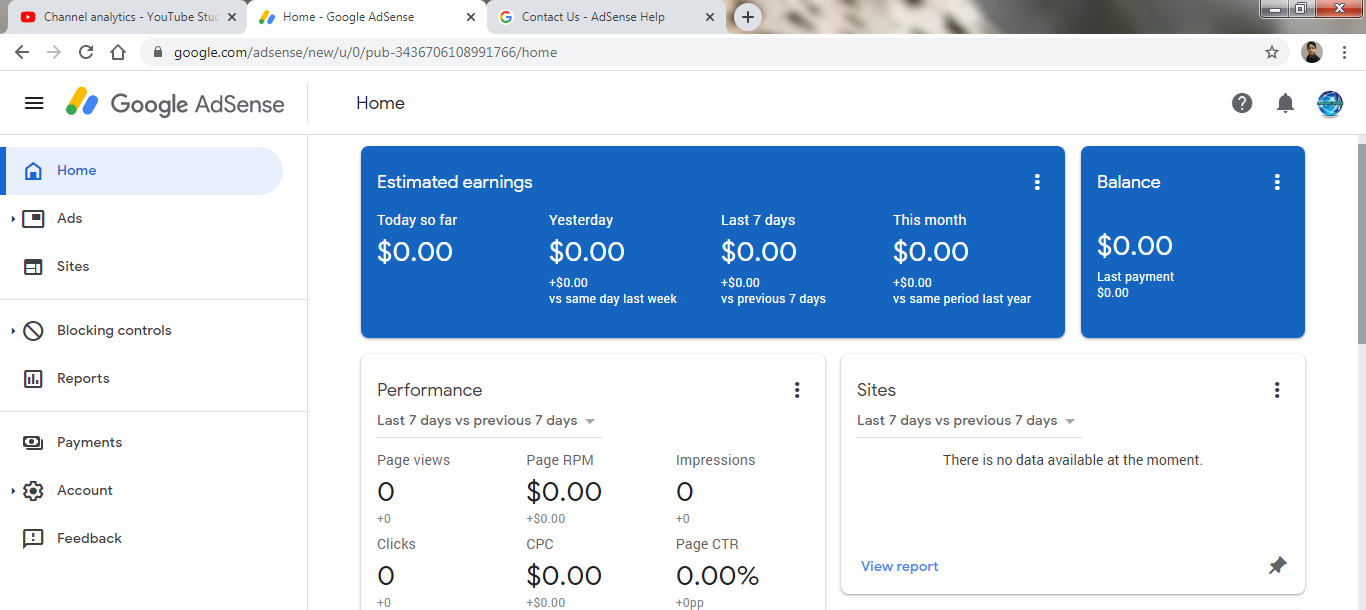 Channel analytics - YouTube Stu
Home - Google AdSense
Contact Us - AdSense Help
google.com/adsense/new/u/0/pub-3436706108991766/home
Google AdSense
Home
Home
Ads
Sites
Blocking controls
Reports
Payments
Account
Feedback
Estimated earnings
Today so far
Yesterday
Last 7 days
This month
$0.00
$0.00
$0.00
$0.00
+$0.00
+$0.00
+$0.00
vs same day last week
vs previous 7 days
vs same period last year
Balance
$0.00
Last payment
$0.00
Performance
Last 7 days vs previous 7 days
Page views
Page RPM
Impressions
0
$0.00
0
+0
+$0.00
+0
Clicks
CPC
Page CTR
0
$0.00
0.00%
+0
+$0.00
+0pp
Sites
Last 7 days vs previous 7 days
There is no data available at the moment.
View report